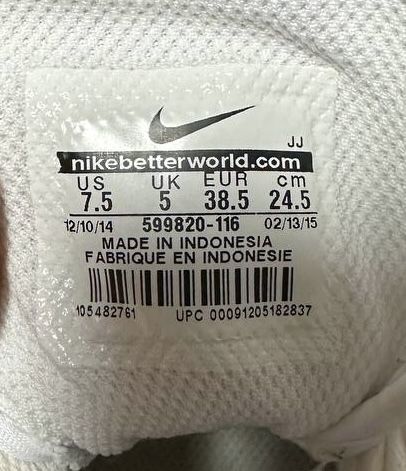 JJ
nikebetterworld.com
US UK EUR cm
7.5 5 38.5 24.5
12/10/14 599820-116 02/13/15
MADE IN INDONESIA
FABRIQUE EN INDONESIE
105482761 UPC 00091205182837